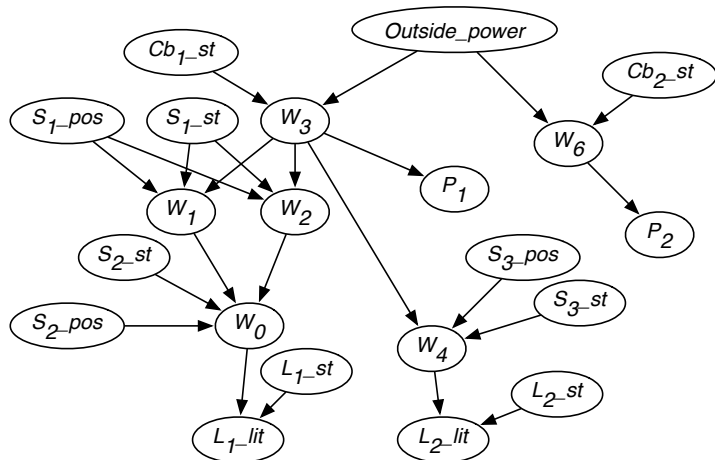 Outside_power
Cb1_st
Cb2_st
S1_pos
S1_st
W3
W6
P1
W1
W2
P2
S2_st
S3_pos
S3_st
S2_pos
W0
W4
L1_st
L2_st
L1_lit
L2_lit